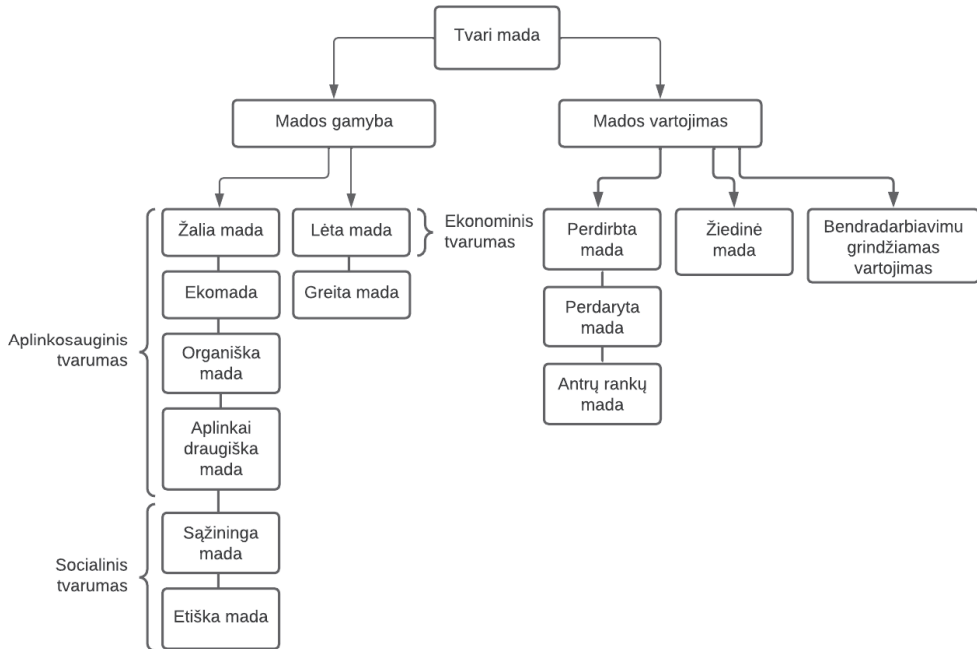 Tvari mada
Mados gamyba
Mados vartojimas
Aplinkosauginis
tvarumas
Žalia mada
Ekomada
Organiška
mada
Aplinkai
draugiška
mada
Socialinis
tvarumas
Sąžininga
mada
Etiška mada
Lėta mada
Greita mada
Ekonominis
tvarumas
Perdirbta
mada
Perdaryta
mada
Antrų rankų
mada
Žiedinė
mada
Bendradarbiavimu
grindžiamas
vartojimas